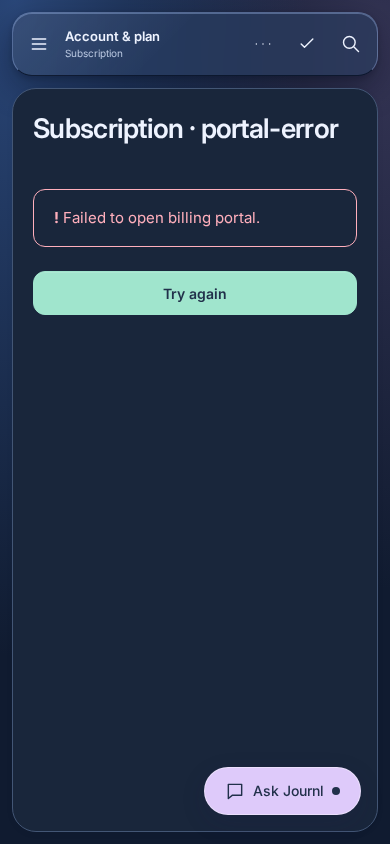 Account & plan
Subscription
...
Subscription · portal-error
! Failed to open billing portal.
Try again
Ask Journl